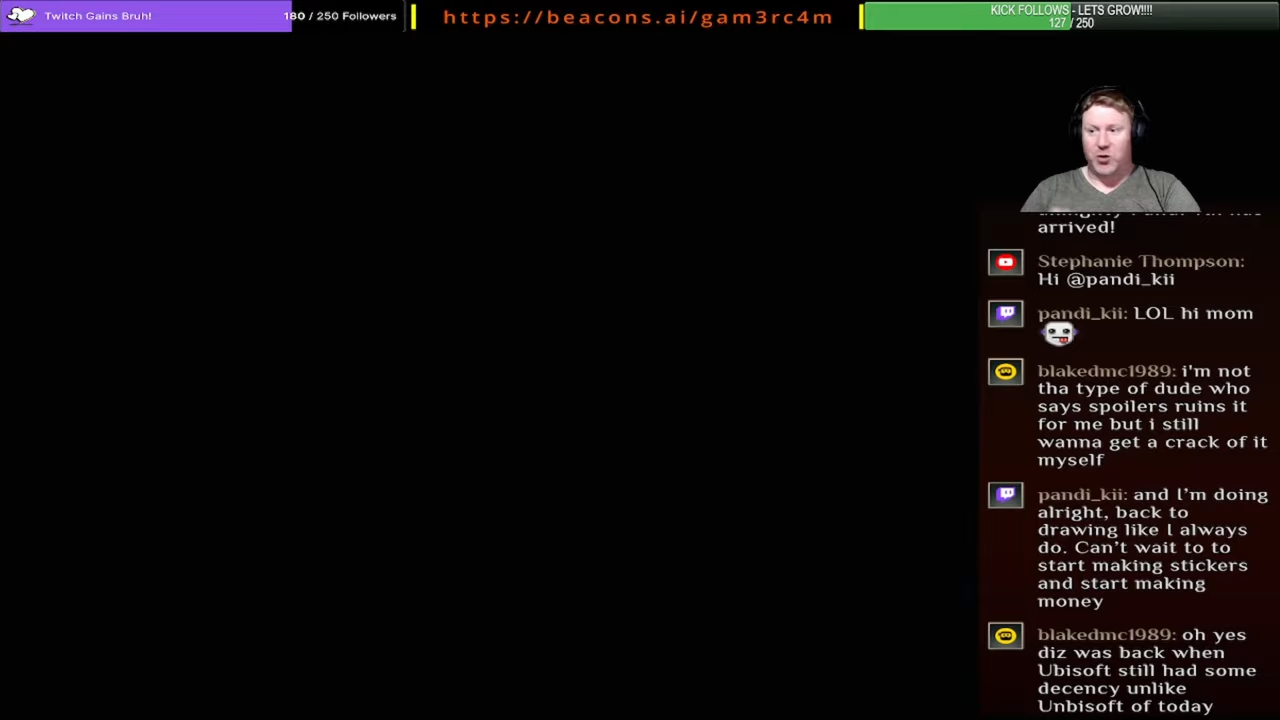 Twitch Gains Bruh!
180 / 250 Followers
https://beacons.ai/gam3rc4m
KICK FOLLOWS - LETS GROW!!!!
127 / 250
arrived!
Stephanie Thompson:
Hi @pandi_kii
pandi_kii: LOL hi mom
blakedmc1989: i'm not
tha type of dude who
says spoilers ruins it
for me but i still
wanna get a crack of it
myself
pandi_kii: and I’m doing
alright, back to
drawing like I always
do. Can’t wait to to
start making stickers
and start making
money
blakedmc1989: oh yes
diz was back when
Ubisoft still had some
decency unlike
Unbisoft of today